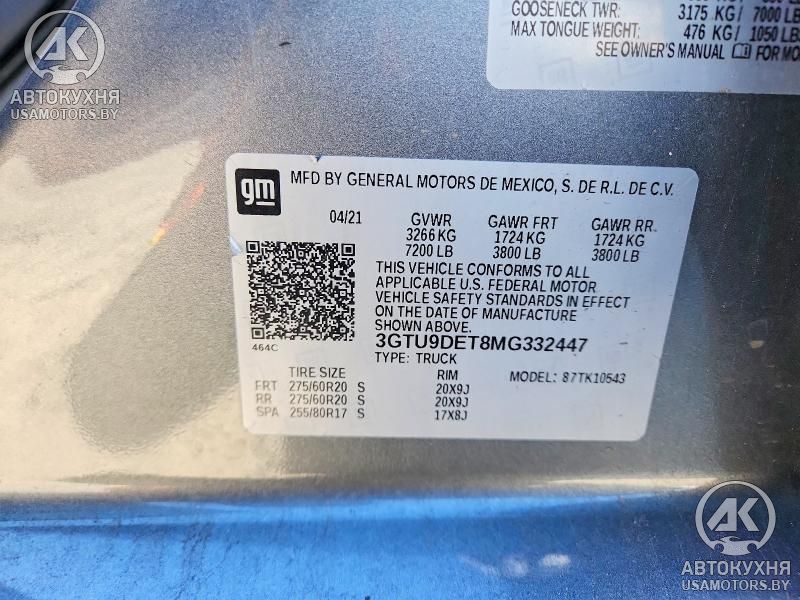 GOOSENECK TWR: 3175 KG / 7000 LB
MAX TONGUE WEIGHT: 476 KG / 1050 LBS
SEE OWNER'S MANUAL FOR MO
AK
АВТОКУХНЯ
USAMOTORS.BY
gm MFD BY GENERAL MOTORS DE MEXICO, S. DE R.L. DE C.V.
04/21 GVWR GAWR FRT GAWR RR
3266 KG 1724 KG 1724 KG
7200 LB 3800 LB 3800 LB
THIS VEHICLE CONFORMS TO ALL
APPLICABLE U.S. FEDERAL MOTOR
VEHICLE SAFETY STANDARDS IN EFFECT
ON THE DATE OF MANUFACTURE
SHOWN ABOVE.
464C 3GTU9DET8MG332447
TYPE: TRUCK
TIRE SIZE RIM MODEL: 87TK10543
FRT 275/60R20 S 20X9J
RR 275/60R20 S 20X9J
SPA 255/80R17 S 17X8J
AK
АВТОКУХНЯ
USAMOTORS.BY